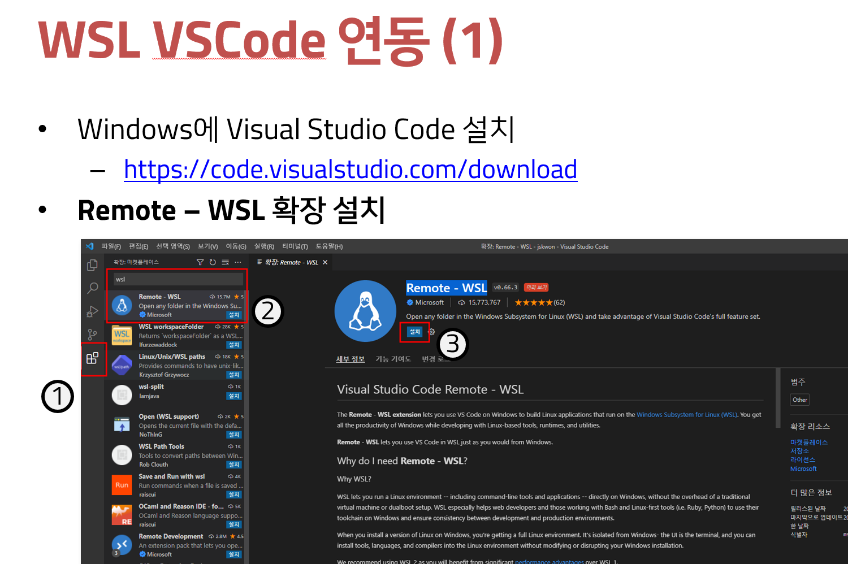 WSL VSCode 연동 (1)
• Windows에 Visual Studio Code 설치
– https://code.visualstudio.com/download
• Remote – WSL 확장 설치
파일(F) 편집(E) 선택 영역(S) 보기(V) 이동(G) 실행(R) 터미널(T) 도움말(H)
확장: Remote - WSL - jskwon - Visual Studio Code
확장: 마켓플레이스
wsl
Remote - WSL 15.7M 5
Open any folder in the Windows Su...
Microsoft 설치
WSL workspaceFolder 28K 5
Returns 'workspaceFolder' as a WSL...
Kurzowaddock 설치
Linux/Unix/WSL paths 10K 5
Provides commands to have unix lik...
Krzysztof Grzywocz 설치
wsl-split 1K
Iamjava 설치
Open (WSL support) 2K 5
Opens the current file with the defa...
NoThInG 설치
WSL Path Tools 1K
Tools to convert paths between Win...
Rob Clouth 설치
Save and Run with wsl 4K
Run commands when a file is saved ...
raiscui 설치
OCaml and Reason IDE - fo... 5K
OCaml and Reason language suppo...
raiscui 설치
Remote Development 2.8M 4.5
An extension pack that lets you ope...
Microsoft 설치
①
②
확장: Remote - WSL
Remote - WSL v0.66.3 미리 보기
Microsoft 15,773,767 ★★★★★(62)
Open any folder in the Windows Subsystem for Linux (WSL) and take advantage of Visual Studio Code's full feature set.
설치
③
세부 정보 기능 기여도 변경 로그
Visual Studio Code Remote - WSL
The Remote - WSL extension lets you use VS Code on Windows to build Linux applications that run on the Windows Subsystem for Linux (WSL). You get
all the productivity of Windows while developing with Linux-based tools, runtimes, and utilities.
Remote - WSL lets you use VS Code in WSL just as you would from Windows.
Why do I need Remote - WSL?
Why WSL?
WSL lets you run a Linux environment -- including command-line tools and applications -- directly on Windows, without the overhead of a traditional
virtual machine or dualboot setup. WSL especially helps web developers and those working with Bash and Linux-first tools (i.e. Ruby, Python) to use their
toolchain on Windows and ensure consistency between development and production environments.
When you install a version of Linux on Windows, you're getting a full Linux environment. It's isolated from Windows- the UI is the terminal, and you can
install tools, languages, and compilers into the Linux environment without modifying or disrupting your Windows installation.
We recommend using WSL 2 as you will benefit from significant performance advantages over WSL 1.
범주
Other
확장 리소스
마켓플레이스
저장소
라이선스
Microsoft
더 많은 정보
릴리스된 날짜
마지막으로 업데이트
한 날짜
식별자